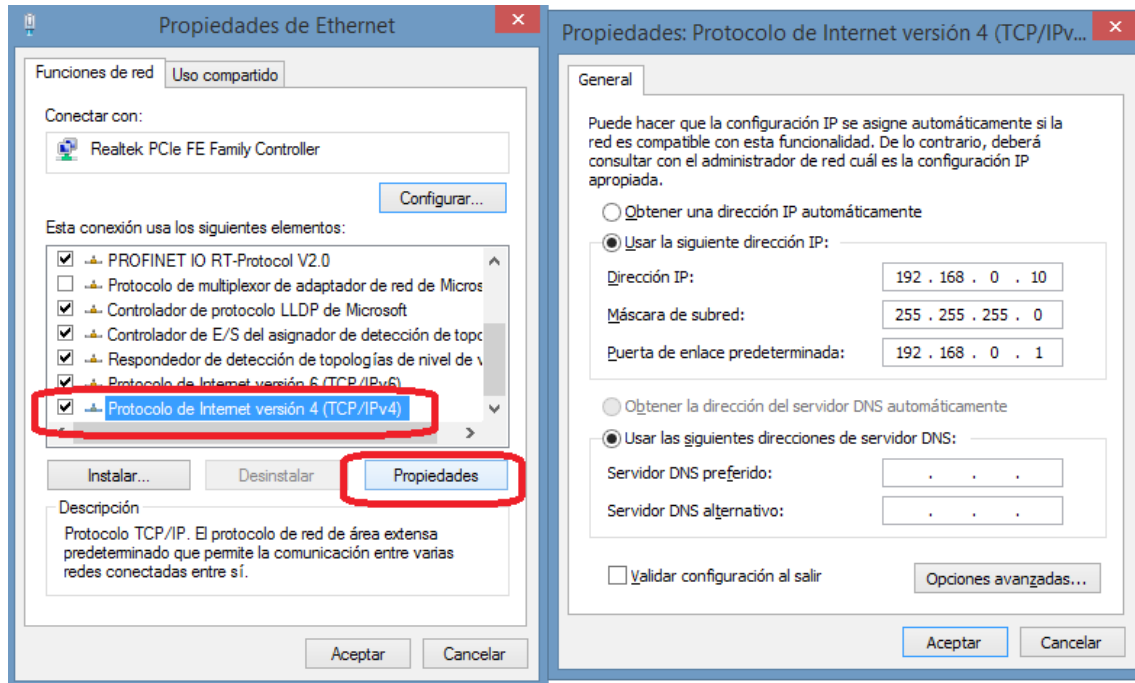 Propiedades de Ethernet
Funciones de red
Uso compartido
Conectar con:
Realtek PCIe FE Family Controller
Configurar...
Esta conexión usa los siguientes elementos:
PROFINET IO RT-Protocol V2.0
Protocolo de multiplexor de adaptador de red de Micros
Controlador de protocolo LLDP de Microsoft
Controlador de E/S del asignador de detección de topo
Respondedor de detección de topologías de nivel de v
Protocolo de Internet versión 6 (TCP/IPv6)
Protocolo de Internet versión 4 (TCP/IPv4)
Instalar...
Desinstalar
Propiedades
Descripción
Protocolo TCP/IP. El protocolo de red de área extensa
predeterminado que permite la comunicación entre varias
redes conectadas entre sí.
Aceptar
Cancelar
Propiedades: Protocolo de Internet versión 4 (TCP/IPv...
General
Puede hacer que la configuración IP se asigne automáticamente si la
red es compatible con esta funcionalidad. De lo contrario, deberá
consultar con el administrador de red cuál es la configuración IP
apropiada.
Obtener una dirección IP automáticamente
Usar la siguiente dirección IP:
Dirección IP: 192 . 168 . 0 . 10
Máscara de subred: 255 . 255 . 255 . 0
Puerta de enlace predeterminada: 192 . 168 . 0 . 1
Obtener la dirección del servidor DNS automáticamente
Usar las siguientes direcciones de servidor DNS:
Servidor DNS preferido: . . .
Servidor DNS alternativo: . . .
Validar configuración al salir
Opciones avanzadas...
Aceptar
Cancelar